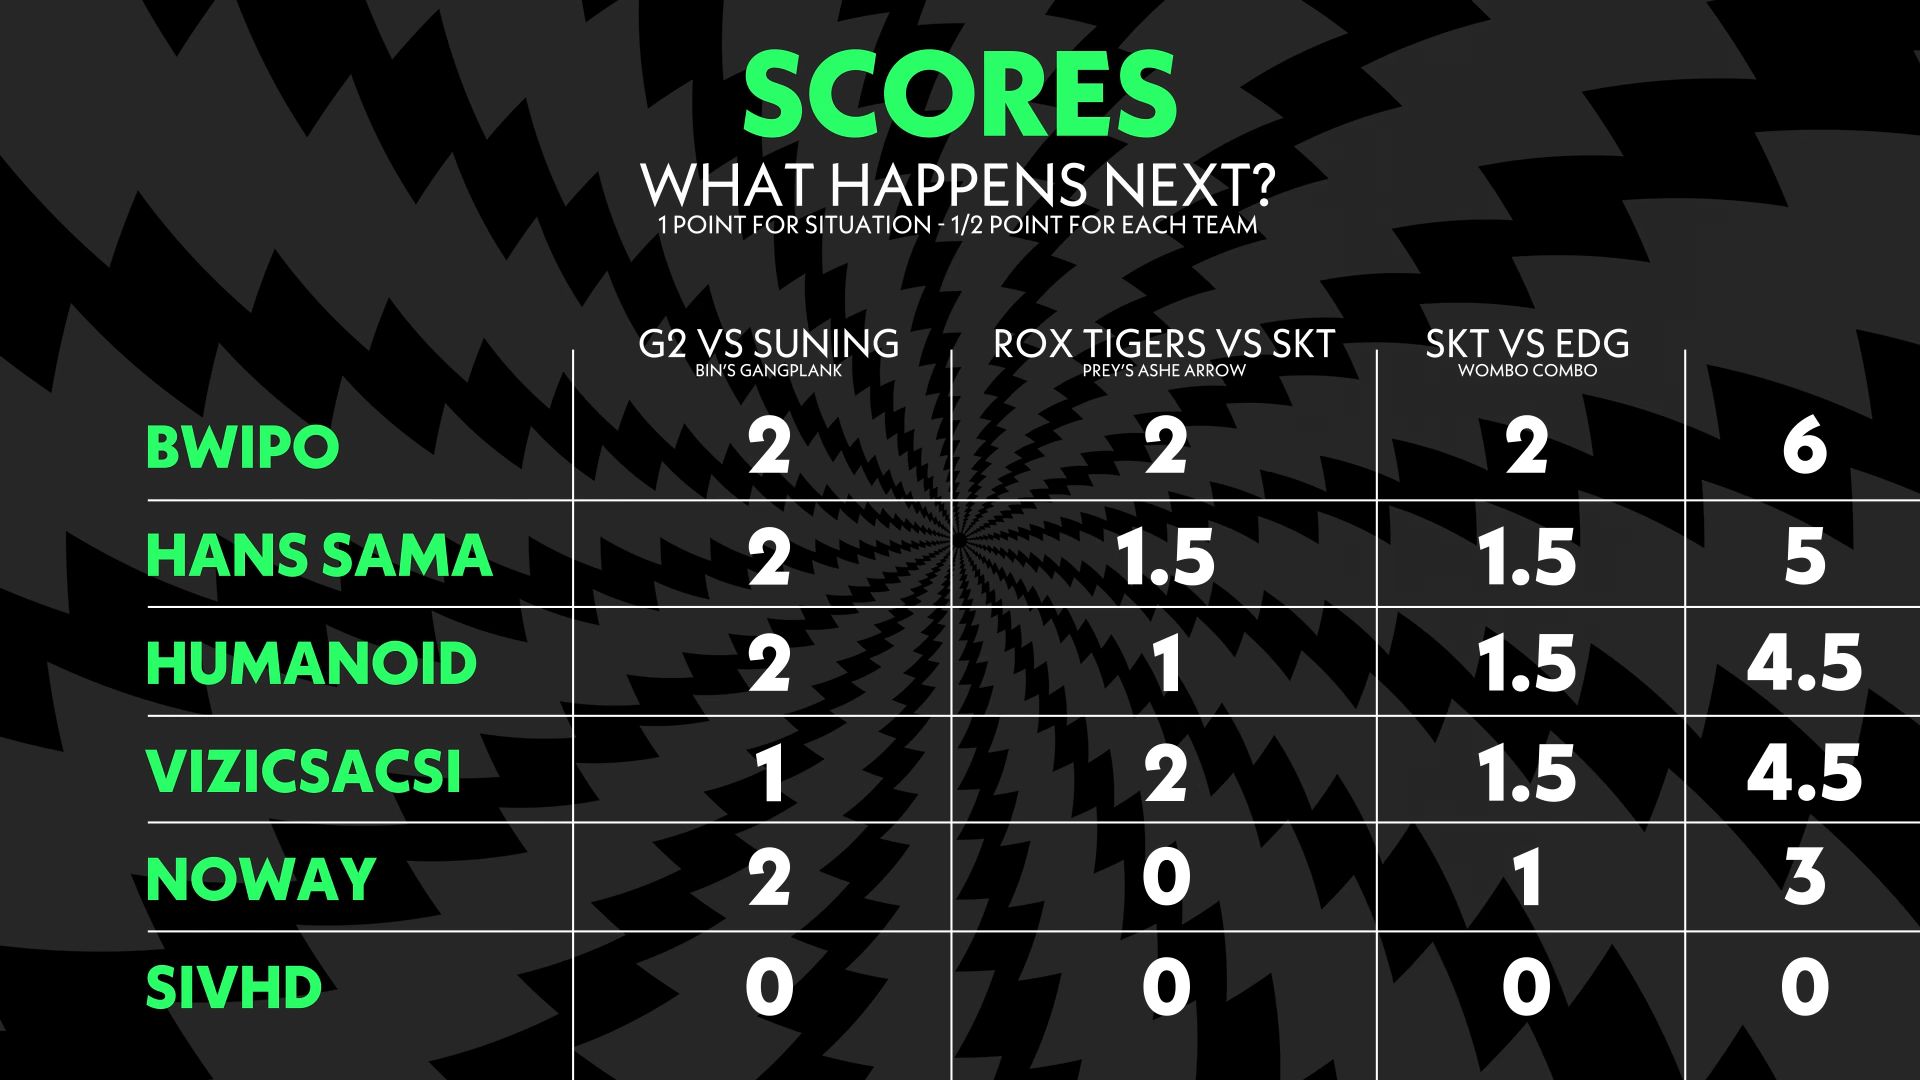 SCORES
WHAT HAPPENS NEXT?
1 POINT FOR SITUATION - 1/2 POINT FOR EACH TEAM
G2 VS SUNING ROX TIGERS VS SKT SKT VS EDG
BIN'S GANGPLANK PREY'S ASHE ARROW WOMBO COMBO
BWIPO 2 2 2 6
HANS SAMA 2 1.5 1.5 5
HUMANOID 2 1 1.5 4.5
VIZICSACSI 1 2 1.5 4.5
NOWAY 2 0 1 3
SIVHD 0 0 0 0